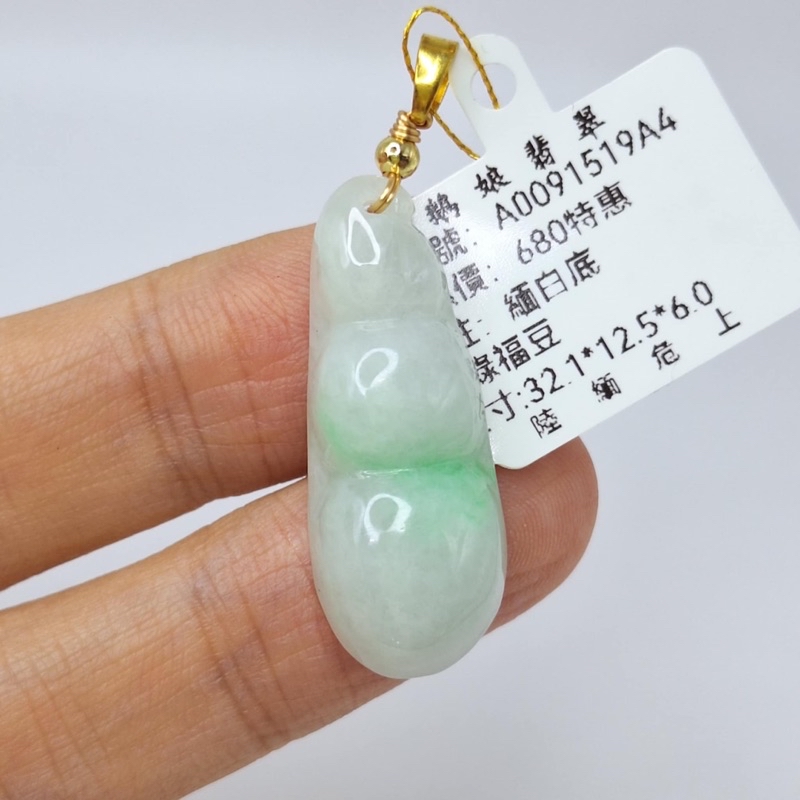 鵝娘翡翠
號: A0091519A4
價: 680特惠
: 緬白底
綠福豆
寸:32.1*12.5*6.0
陸緬危上